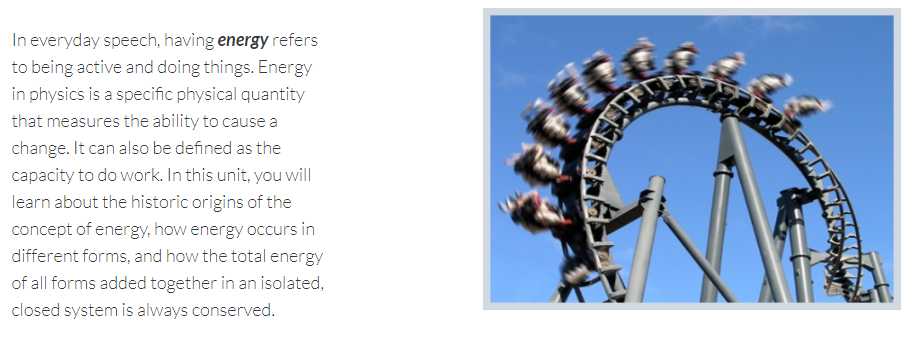 In everyday speech, having energy refers
to being active and doing things. Energy
in physics is a specific physical quantity
that measures the ability to cause a
change. It can also be defined as the
capacity to do work. In this unit, you will
learn about the historic origins of the
concept of energy, how energy occurs in
different forms, and how the total energy
of all forms added together in an isolated,
closed system is always conserved.